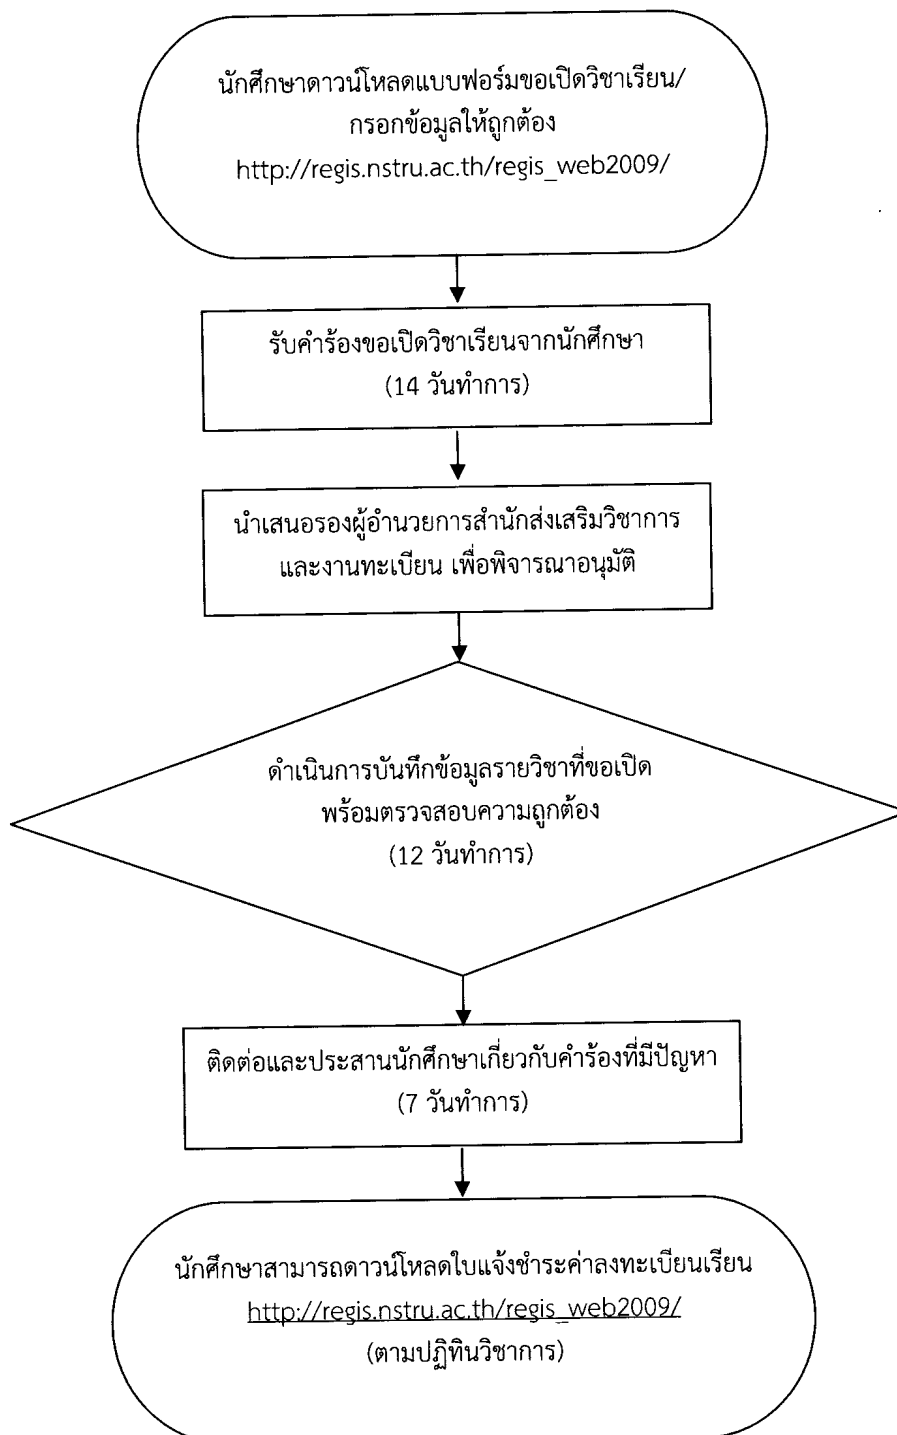 นักศึกษาดาวน์โหลดแบบฟอร์มขอเปิดวิชาเรียน/
กรอกข้อมูลให้ถูกต้อง
http://regis.nstru.ac.th/regis_web2009/
รับคำร้องขอเปิดวิชาเรียนจากนักศึกษา
(14 วันทำการ)
นำเสนอรองผู้อำนวยการสำนักส่งเสริมวิชาการ
และงานทะเบียน เพื่อพิจารณาอนุมัติ
ดำเนินการบันทึกข้อมูลรายวิชาที่ขอเปิด
พร้อมตรวจสอบความถูกต้อง
(12 วันทำการ)
ติดต่อและประสานนักศึกษาเกี่ยวกับคำร้องที่มีปัญหา
(7 วันทำการ)
นักศึกษาสามารถดาวน์โหลดใบแจ้งชำระค่าลงทะเบียนเรียน
http://regis.nstru.ac.th/regis_web2009/
(ตามปฏิทินวิชาการ)